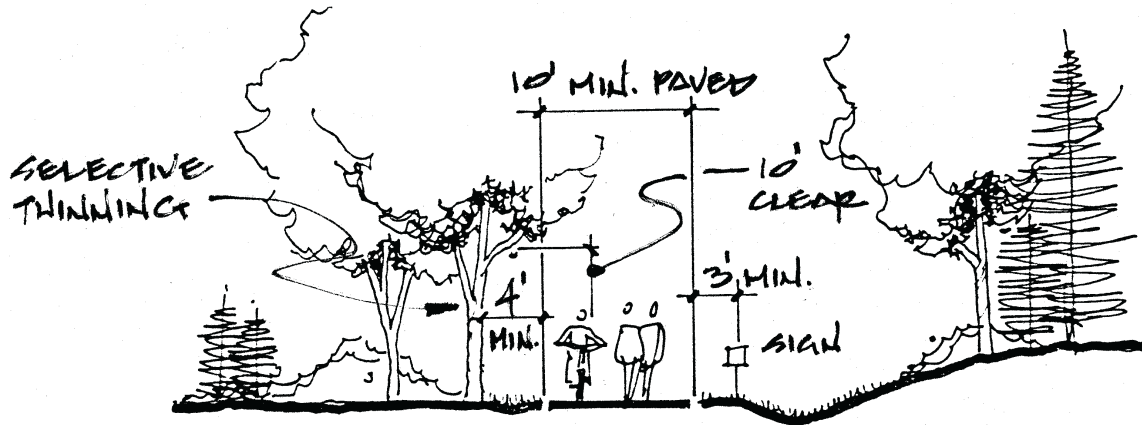 10' MIN. PAVED
SELECTIVE
THINNING
10'
CLEAR
4'
MIN.
3' MIN.
SIGN